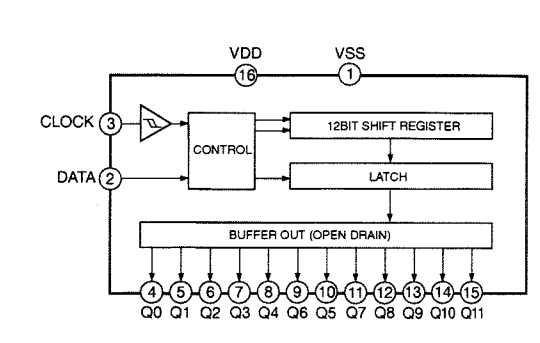 VDD VSS
16 1
CLOCK 3
12BIT SHIFT REGISTER
CONTROL
DATA 2
LATCH
BUFFER OUT (OPEN DRAIN)
4 5 6 7 8 9 10 11 12 13 14 15
Q0 Q1 Q2 Q3 Q4 Q6 Q5 Q7 Q8 Q9 Q10 Q11